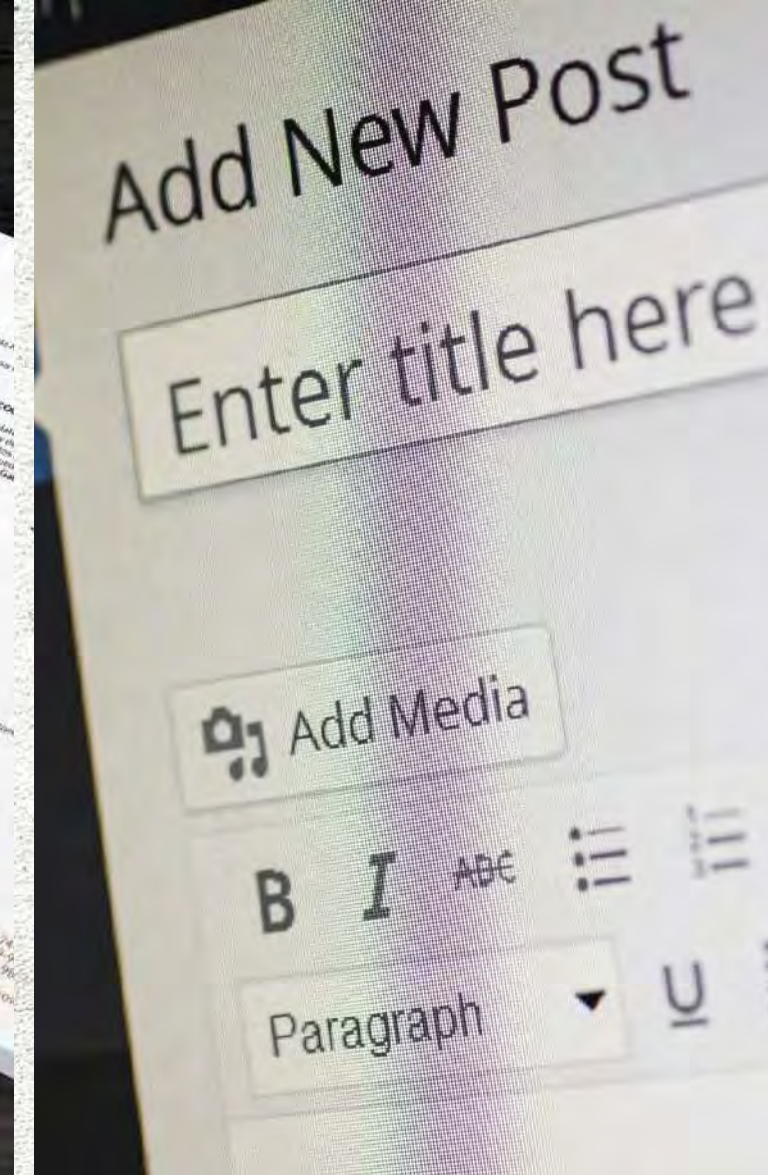 Add New Post
Enter title here
Add Media
B I ABC
Paragraph U